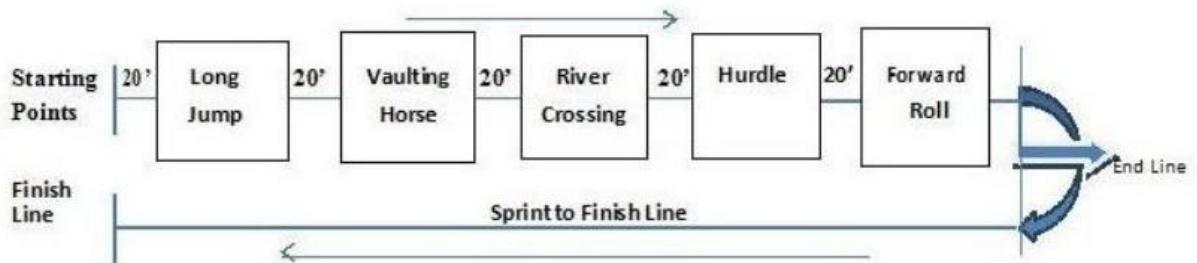 Starting
Points
20’
Long
Jump
20’
Vaulting
Horse
20’
River
Crossing
20’
Hurdle
20’
Forward
Roll
End Line
Finish
Line
Sprint to Finish Line